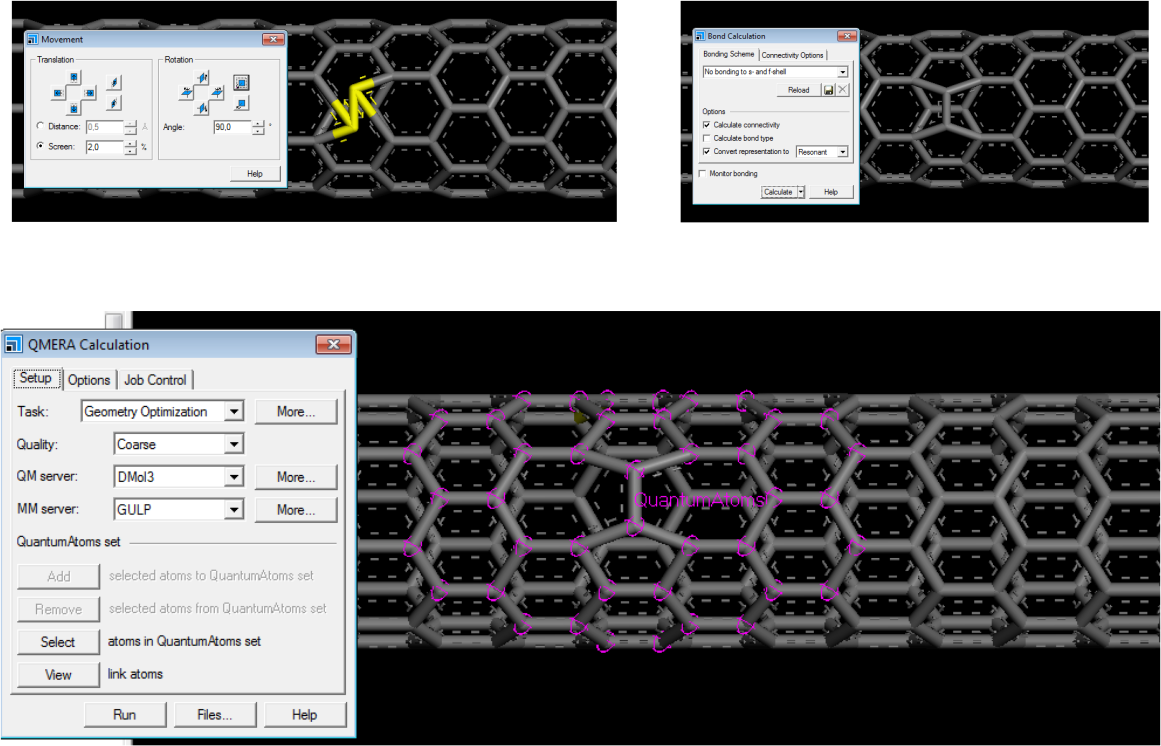 Movement
Translation
Rotation
Distance: 0,5 Å
Screen: 2,0 %
Angle: 90,0 °
Help
Bond Calculation
Bonding Scheme Connectivity Options
No bonding to s- and f-shell
Reload
Options
Calculate connectivity
Calculate bond type
Convert representation to Resonant
Monitor bonding
Calculate Help
QMERA Calculation
Setup Options Job Control
Task: Geometry Optimization More...
Quality: Coarse
QM server: DMol3 More...
MM server: GULP More...
QuantumAtoms set
Add selected atoms to QuantumAtoms set
Remove selected atoms from QuantumAtoms set
Select atoms in QuantumAtoms set
View link atoms
Run Files... Help
QuantumAtoms